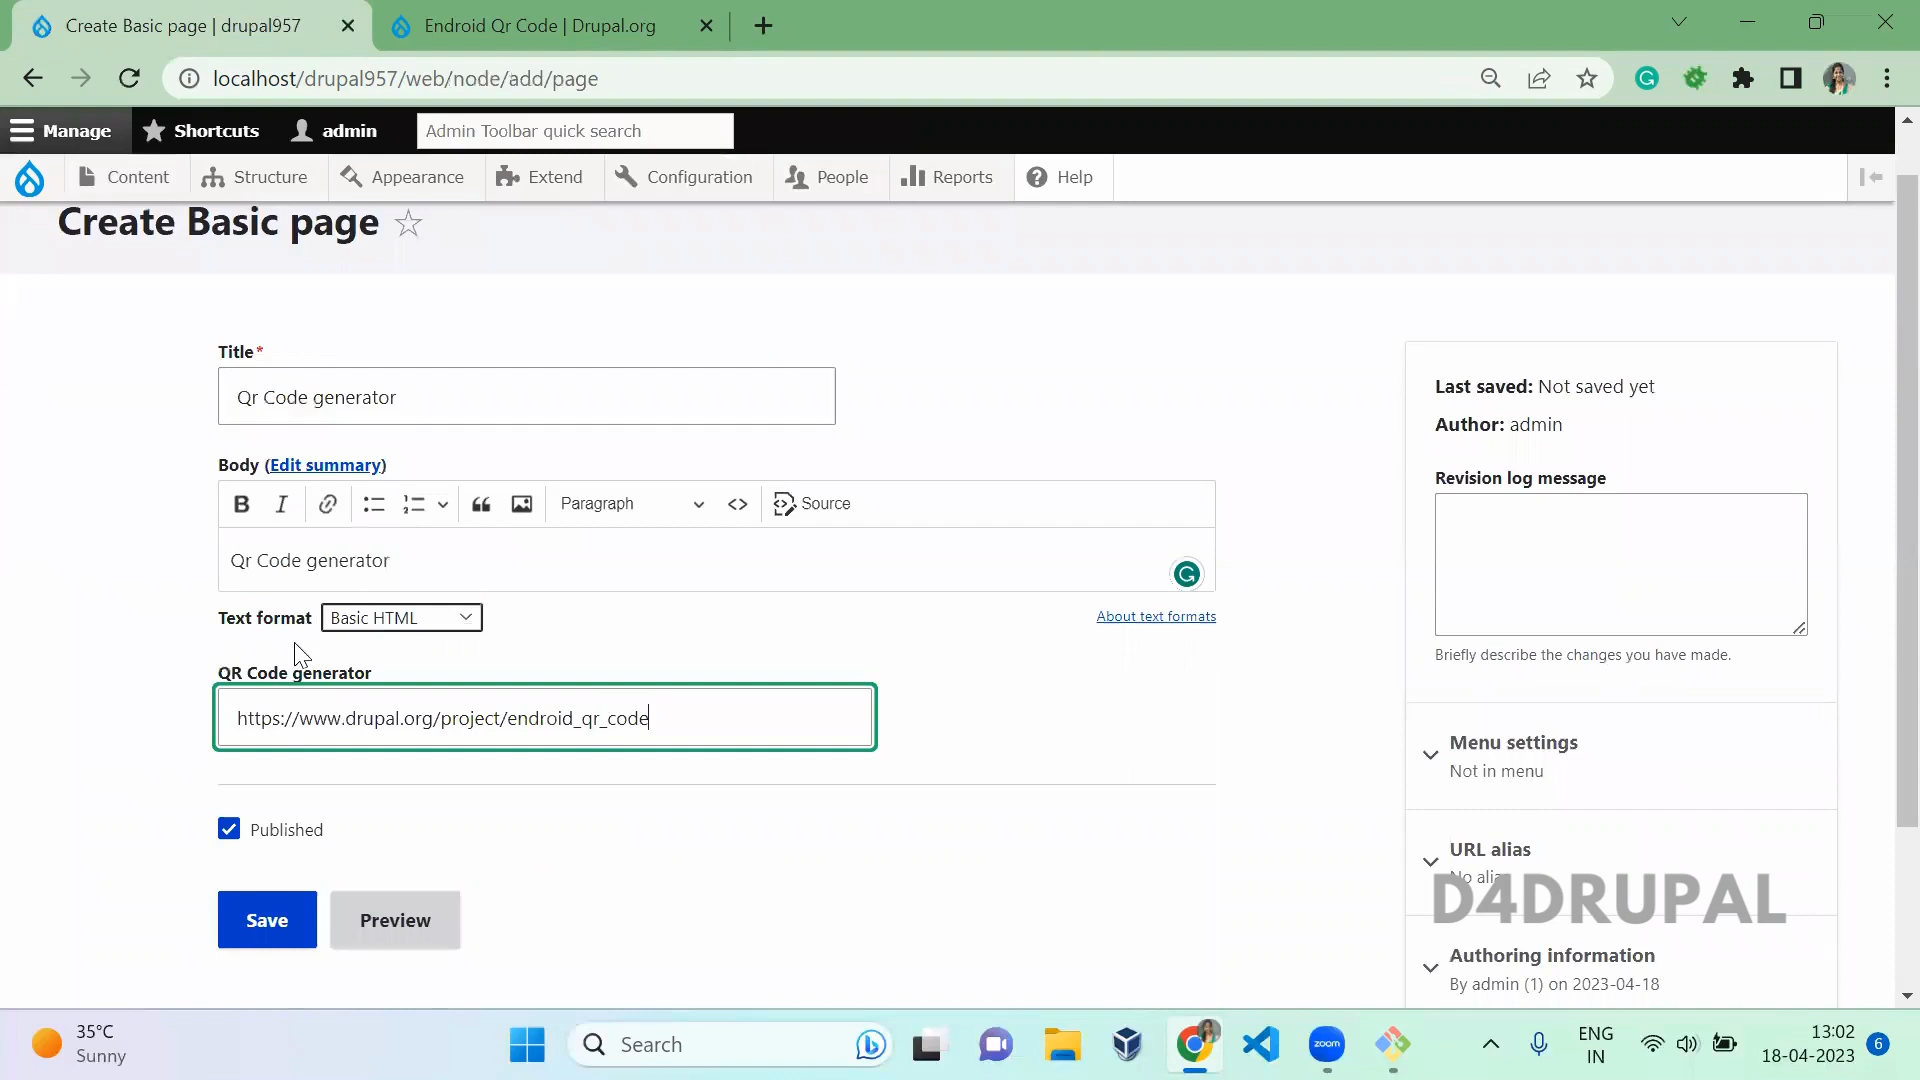 Create Basic page | drupal957
Endroid Qr Code | Drupal.org
localhost/drupal957/web/node/add/page
Manage
Shortcuts
admin
Admin Toolbar quick search
Content
Structure
Appearance
Extend
Configuration
People
Reports
Help
Create Basic page
Title*
Qr Code generator
Body (Edit summary)
B I
Paragraph
Source
Qr Code generator
Text format Basic HTML
About text formats
QR Code generator
https://www.drupal.org/project/endroid_qr_code
Published
Save
Preview
Last saved: Not saved yet
Author: admin
Revision log message
Briefly describe the changes you have made.
Menu settings
Not in menu
URL alias
No alias
D4DRUPAL
Authoring information
By admin (1) on 2023-04-18
35°C
Sunny
Search
zoom
ENG
IN
13:02
18-04-2023
6